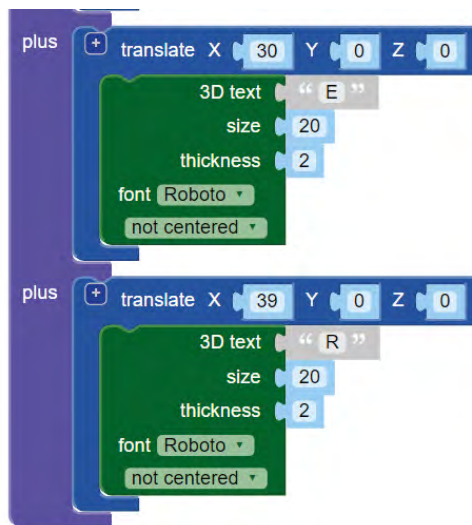 plus + translate X 30 Y 0 Z 0
3D text “ E ”
size 20
thickness 2
font Roboto
not centered
plus + translate X 39 Y 0 Z 0
3D text “ R ”
size 20
thickness 2
font Roboto
not centered